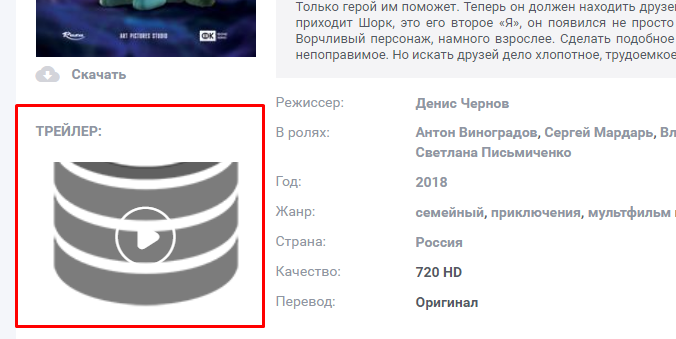 Только герой им поможет. Теперь он должен найти друзе
приходит Шорк, это его второе «Я», он появился не просто
Ворчливый персонаж, намного взрослее. Сделать подобное
непоправимое. Но искать друзей дело хлопотное, трудоемкое
ART PICTURES STUDIO
ФК
Скачать
ТРЕЙЛЕР:
Режиссер: Денис Чернов
В ролях: Антон Виноградов, Сергей Мардарь, Вл
Светлана Письмиченко
Год: 2018
Жанр: семейный, приключения, мультфильм
Страна: Россия
Качество: 720 HD
Перевод: Оригинал